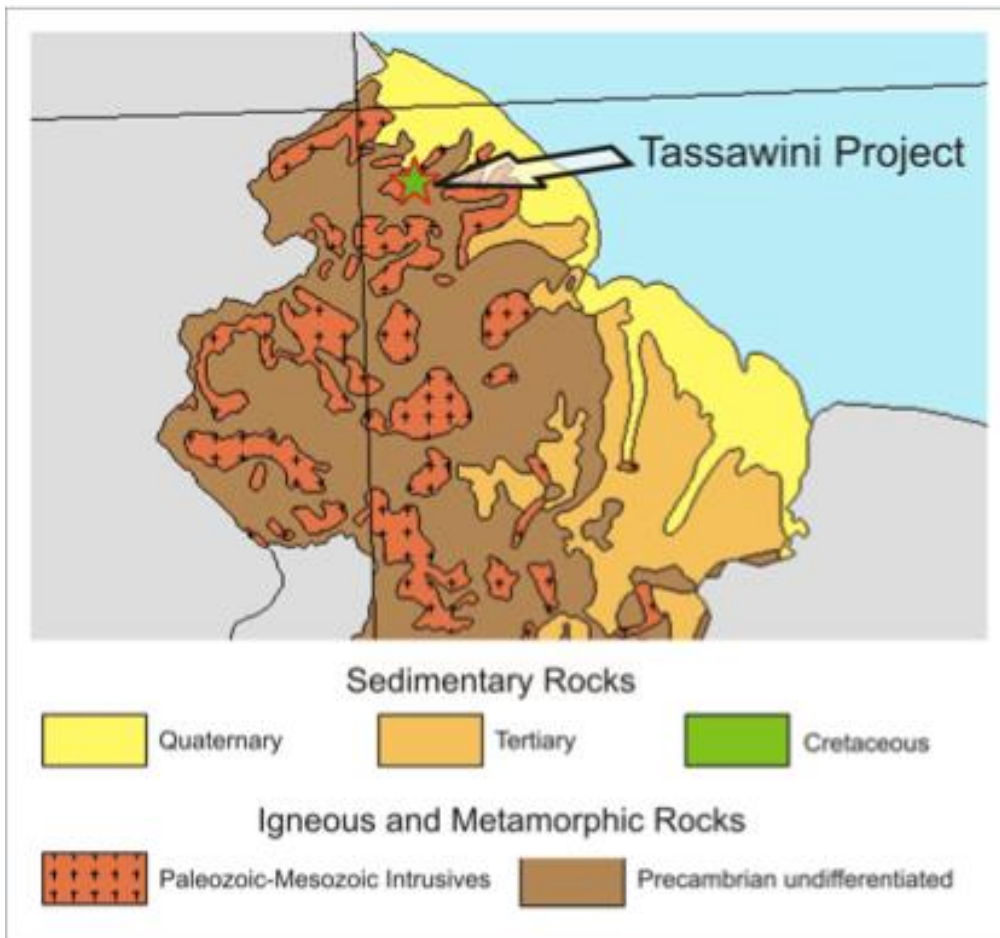 Tassawini Project
Sedimentary Rocks
Quaternary
Tertiary
Cretaceous
Igneous and Metamorphic Rocks
Paleozoic-Mesozoic Intrusives
Precambrian undifferentiated